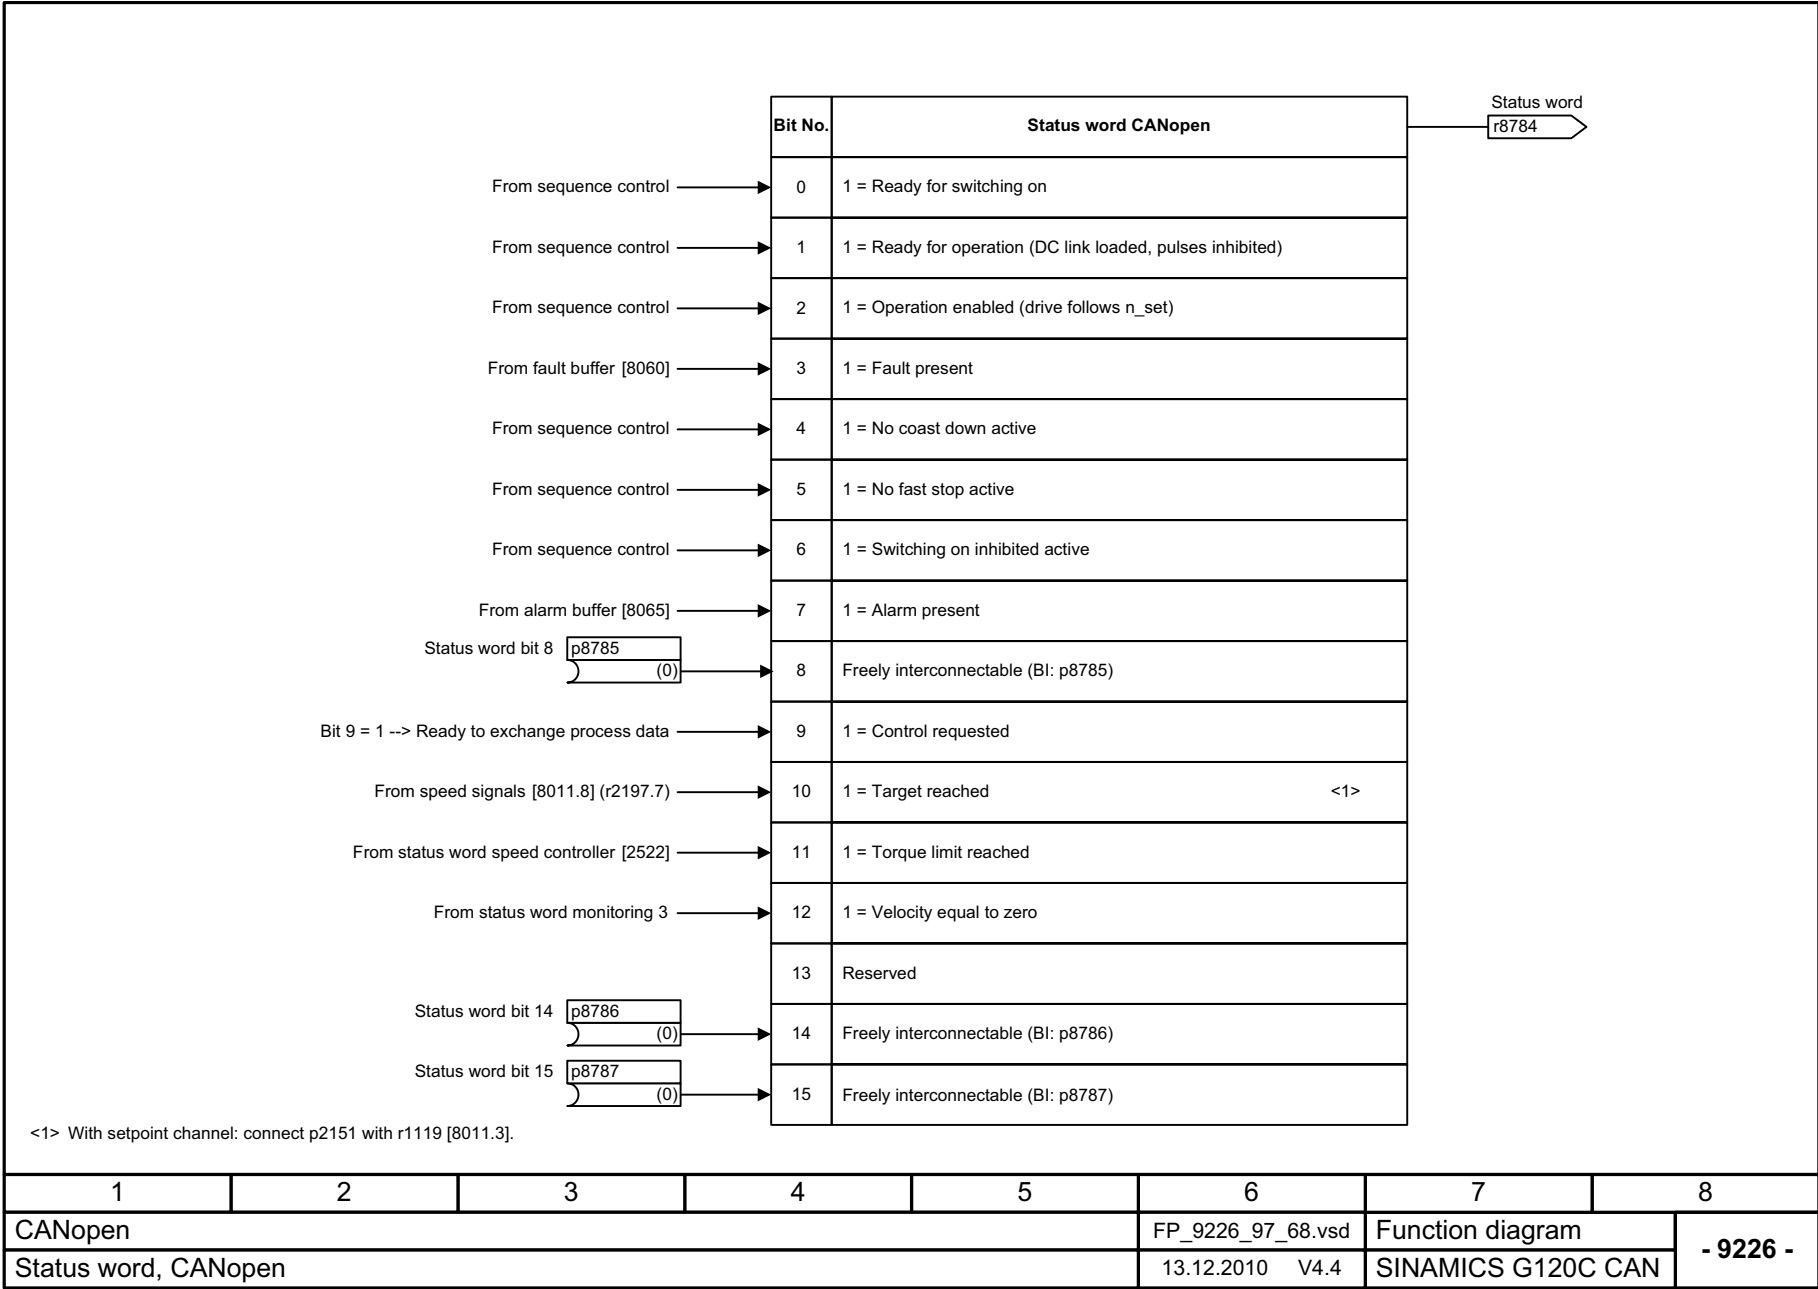 Status word
r8784
Bit No. Status word CANopen
From sequence control 0 1 = Ready for switching on
From sequence control 1 1 = Ready for operation (DC link loaded, pulses inhibited)
From sequence control 2 1 = Operation enabled (drive follows n_set)
From fault buffer [8060] 3 1 = Fault present
From sequence control 4 1 = No coast down active
From sequence control 5 1 = No fast stop active
From sequence control 6 1 = Switching on inhibited active
From alarm buffer [8065] 7 1 = Alarm present
Status word bit 8 p8785
(0) 8 Freely interconnectable (BI: p8785)
Bit 9 = 1 --> Ready to exchange process data 9 1 = Control requested
From speed signals [8011.8] (r2197.7) 10 1 = Target reached <1>
From status word speed controller [2522] 11 1 = Torque limit reached
From status word monitoring 3 12 1 = Velocity equal to zero
13 Reserved
Status word bit 14 p8786
(0) 14 Freely interconnectable (BI: p8786)
Status word bit 15 p8787
(0) 15 Freely interconnectable (BI: p8787)
<1> With setpoint channel: connect p2151 with r1119 [8011.3].
1 2 3 4 5 6 7 8
CANopen FP_9226_97_68.vsd Function diagram
- 9226 -
Status word, CANopen 13.12.2010 V4.4 SINAMICS G120C CAN